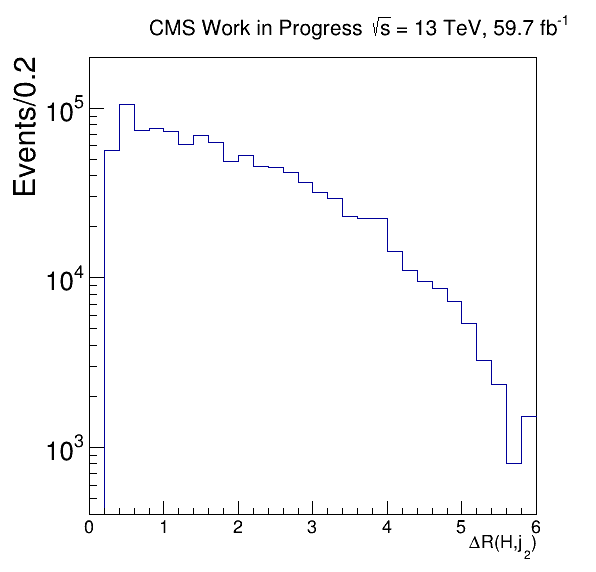 CMS Work in Progress √s = 13 TeV, 59.7 fb⁻¹
Events/0.2
10⁵
10⁴
10³
0 1 2 3 4 5 6
ΔR(H,j₂)